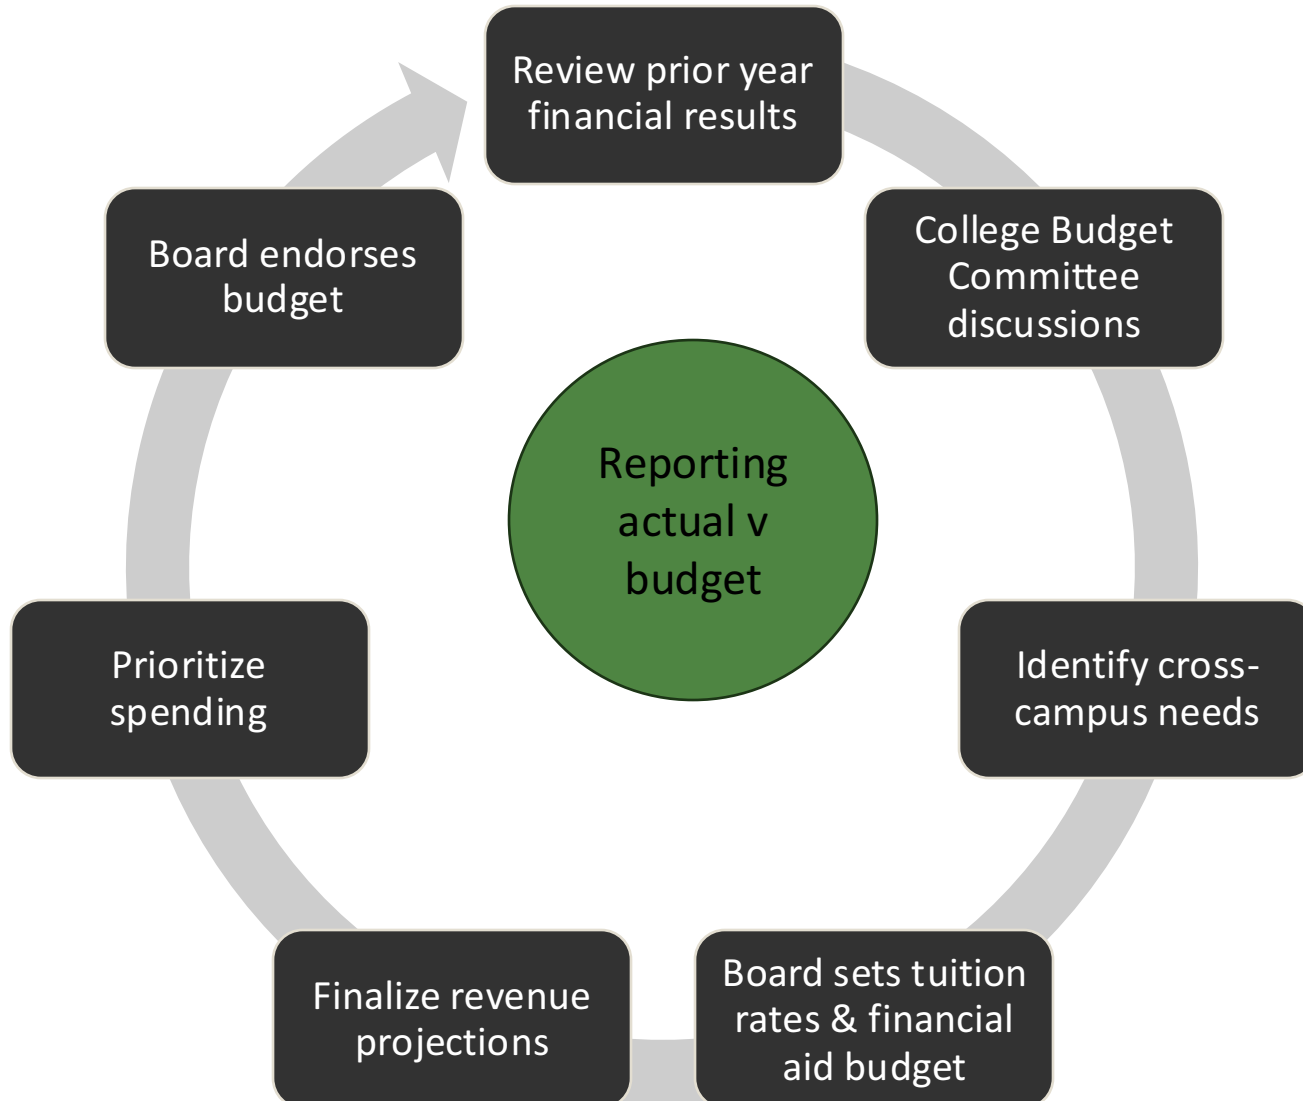 Review prior year
financial results
College Budget
Committee
discussions
Identify cross-
campus needs
Board sets tuition
rates & financial
aid budget
Finalize revenue
projections
Prioritize
spending
Board endorses
budget
Reporting
actual v
budget